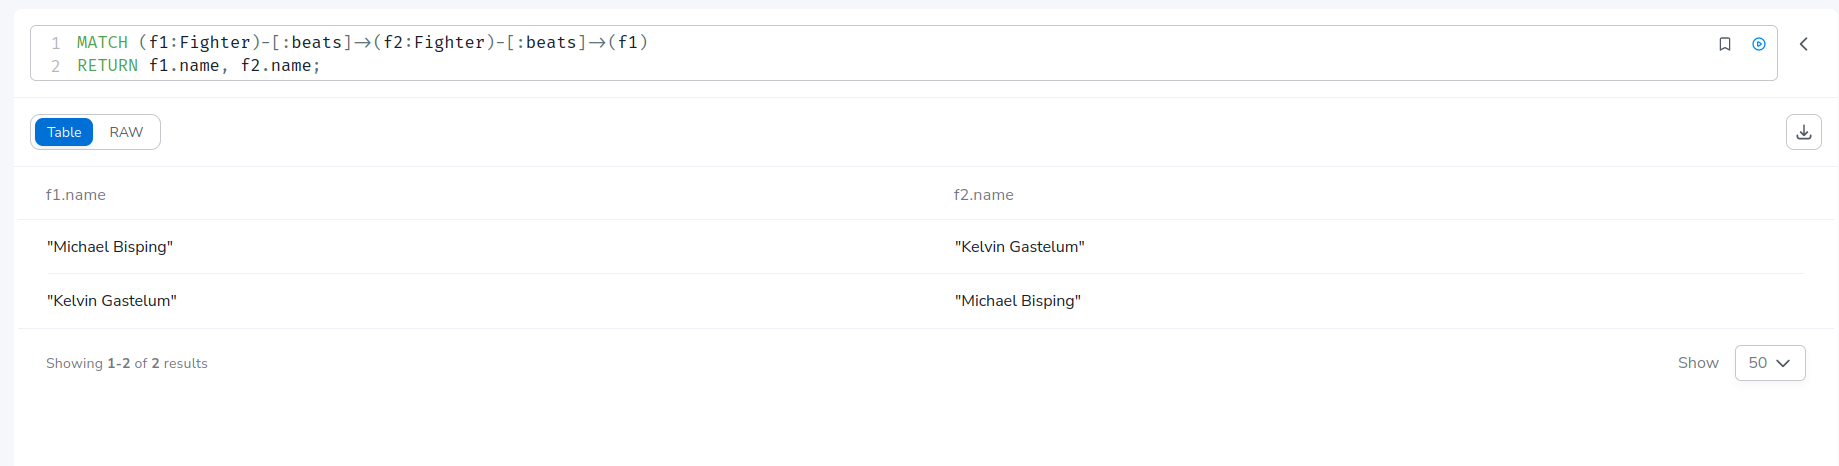 1 MATCH (f1:Fighter)-[:beats]->(f2:Fighter)-[:beats]->(f1)
2 RETURN f1.name, f2.name;
Table RAW
f1.name f2.name
"Michael Bisping" "Kelvin Gastelum"
"Kelvin Gastelum" "Michael Bisping"
Showing 1-2 of 2 results Show 50